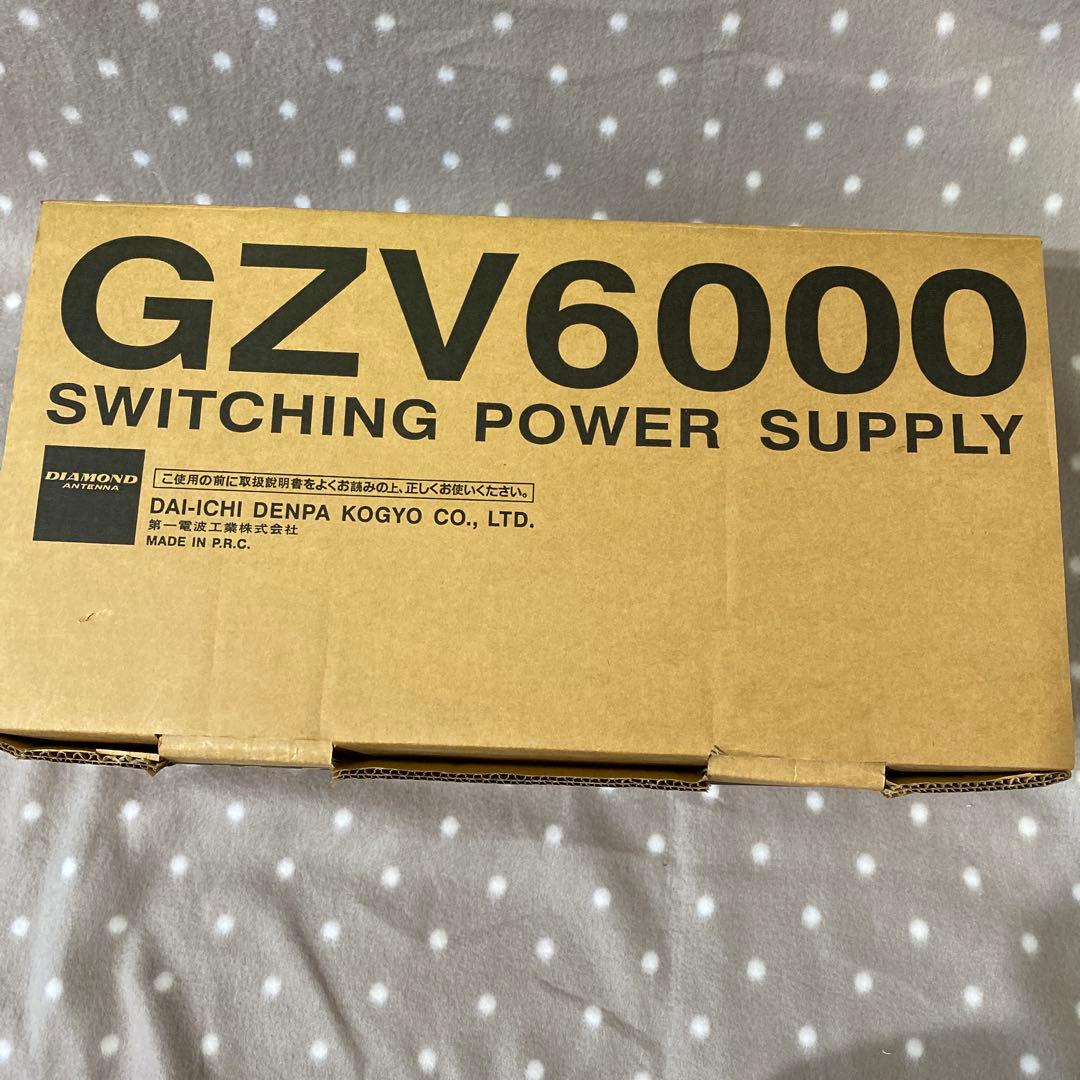 GZV6000
SWITCHING POWER SUPPLY
DIAMOND
ANTENNA
ご使用の前に取扱説明書をよくお読みの上、正しくお使いください。
DAI-ICHI DENPA KOGYO CO., LTD.
第一電波工業株式会社
MADE IN P.R.C.